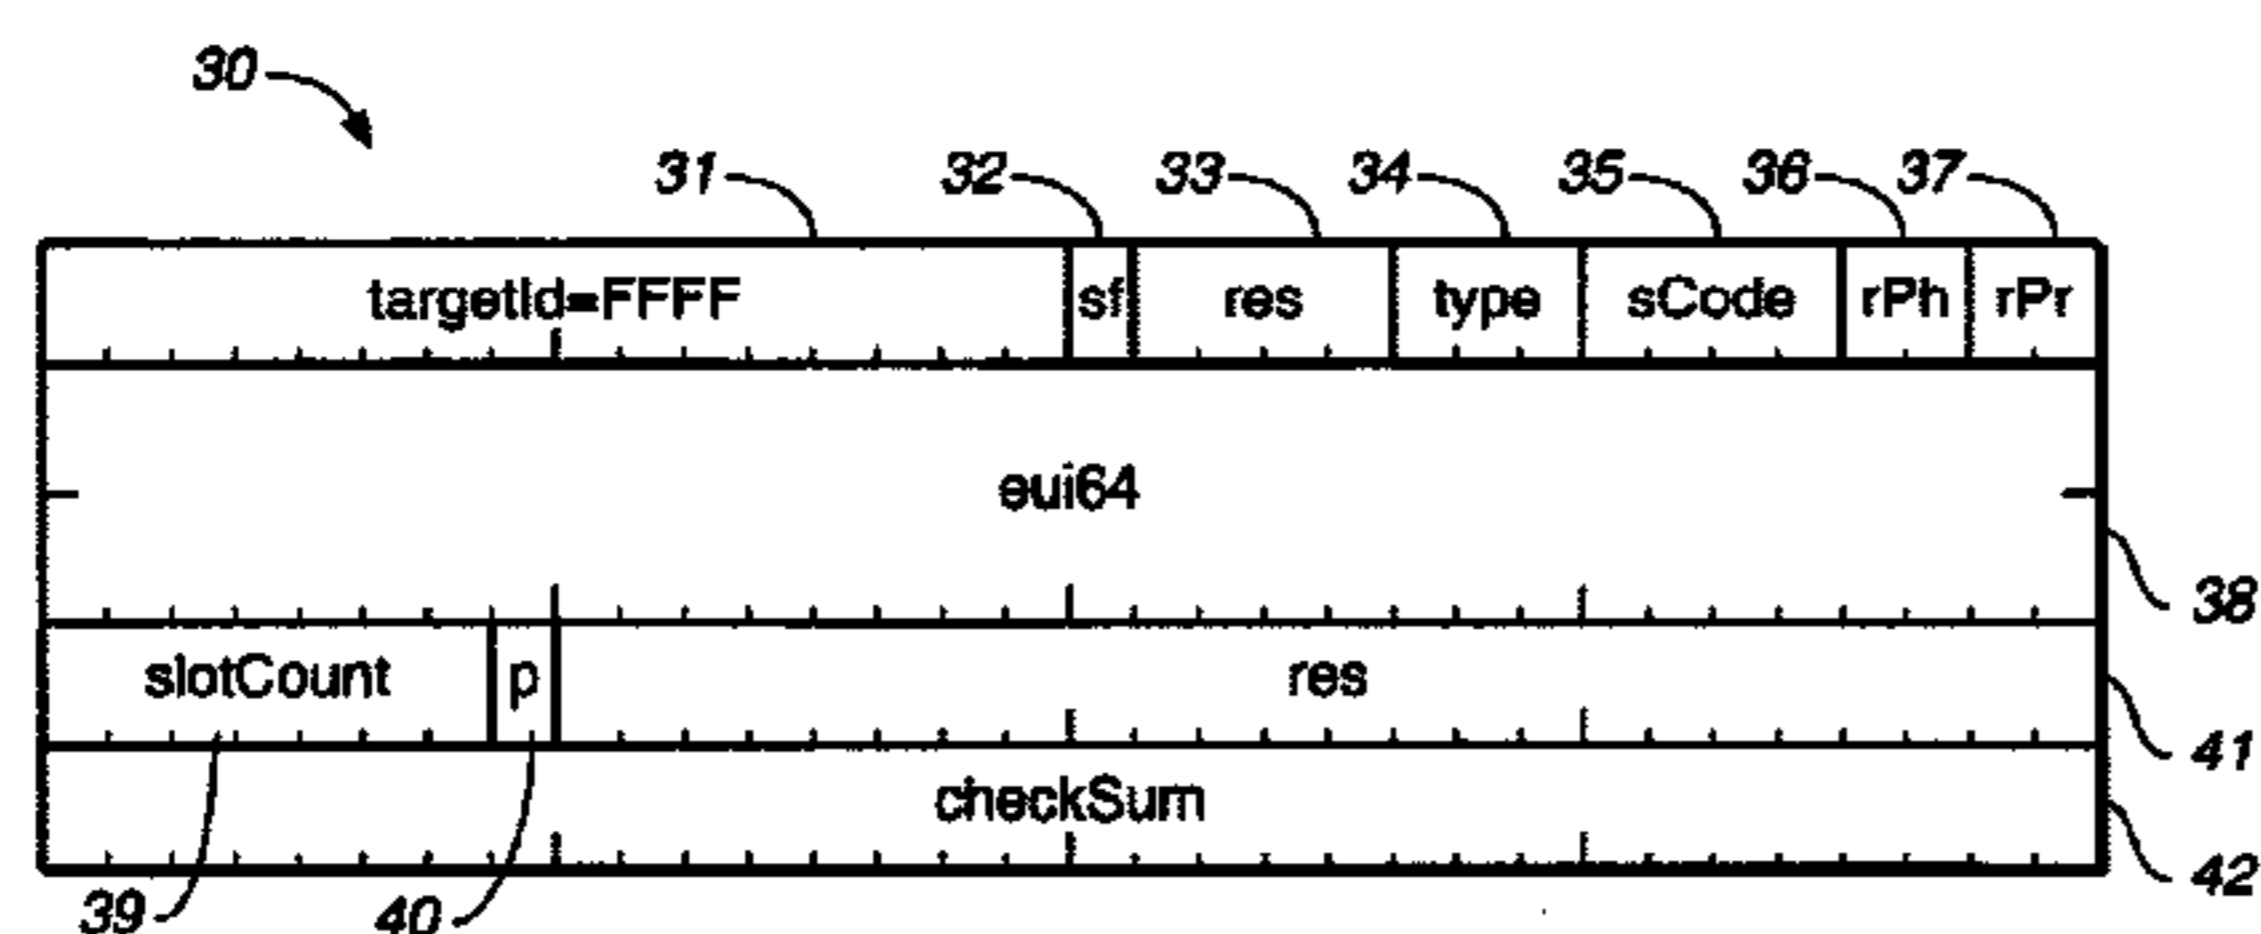 30
31 32 33 34 35 36 37
targetId=FFFF sf res type sCode rPh rPr
eui64
38
slotCount p res
41
checkSum
42
39 40